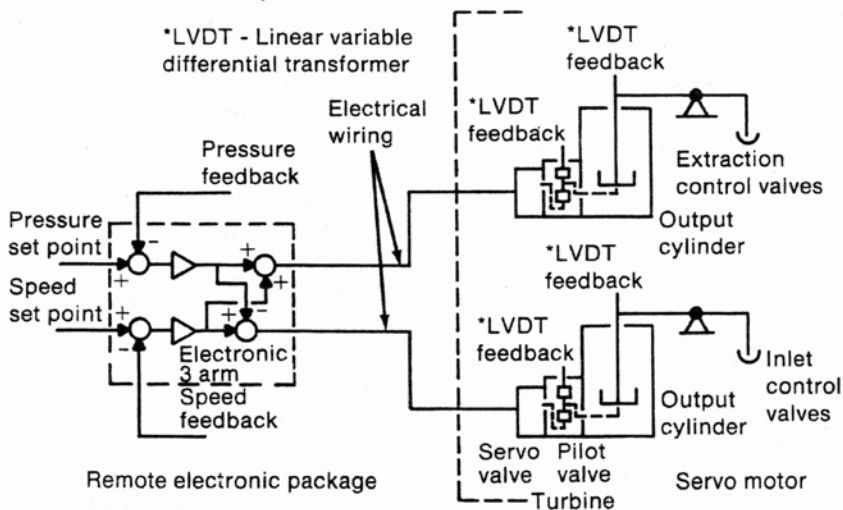 *LVDT - Linear variable
differential transformer
*LVDT
feedback
*LVDT
feedback
Electrical
wiring
Pressure
feedback
Extraction
control valves
Output
cylinder
Pressure
set point
-
+
+
+
*LVDT
feedback
Speed
set point
+
-
+
-
*LVDT
feedback
Electronic
3 arm
Speed
feedback
Inlet
control
valves
Output
cylinder
Servo
valve
Pilot
valve
Remote electronic package
Servo motor
Turbine